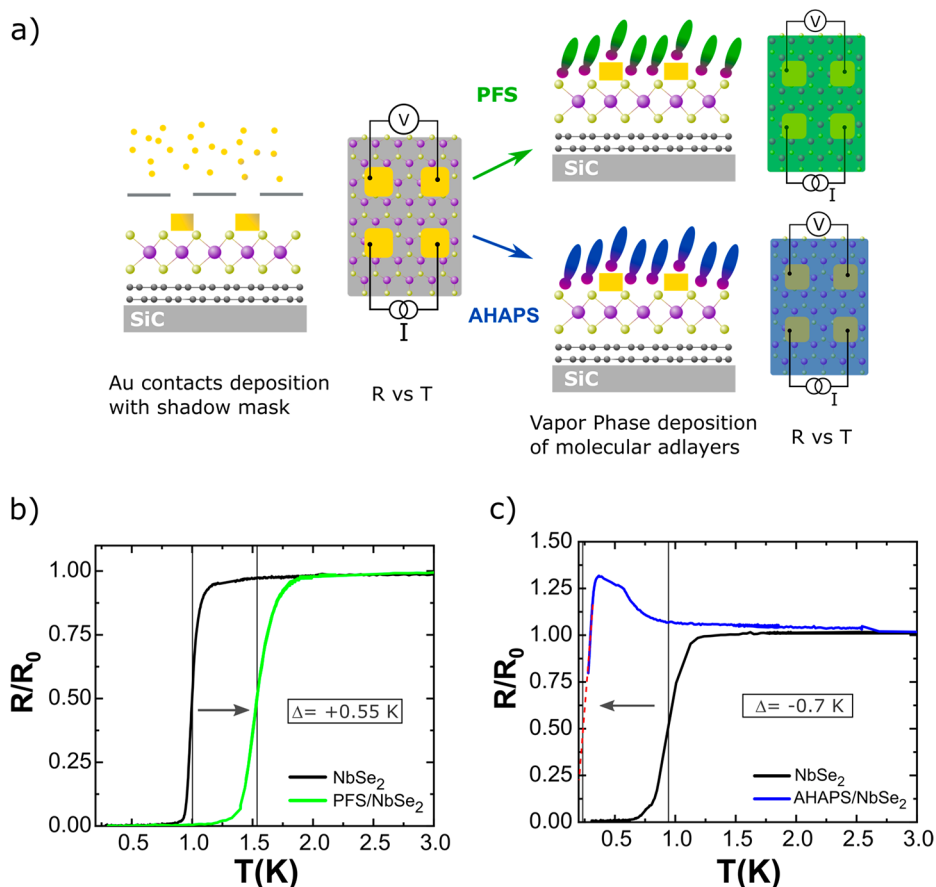 a)
V
I
SiC
Au contacts deposition
with shadow mask
R vs T
PFS
AHAPS
SiC
V
I
SiC
V
I
Vapor Phase deposition
of molecular adlayers
R vs T
b)
R/R₀
1.00
0.75
0.50
0.25
0.00
Δ= +0.55 K
NbSe₂
PFS/NbSe₂
0.5 1.0 1.5 2.0 2.5 3.0
T(K)
c)
R/R₀
1.50
1.25
1.00
0.75
0.50
0.25
0.00
Δ= -0.7 K
NbSe₂
AHAPS/NbSe₂
0.5 1.0 1.5 2.0 2.5 3.0
T(K)